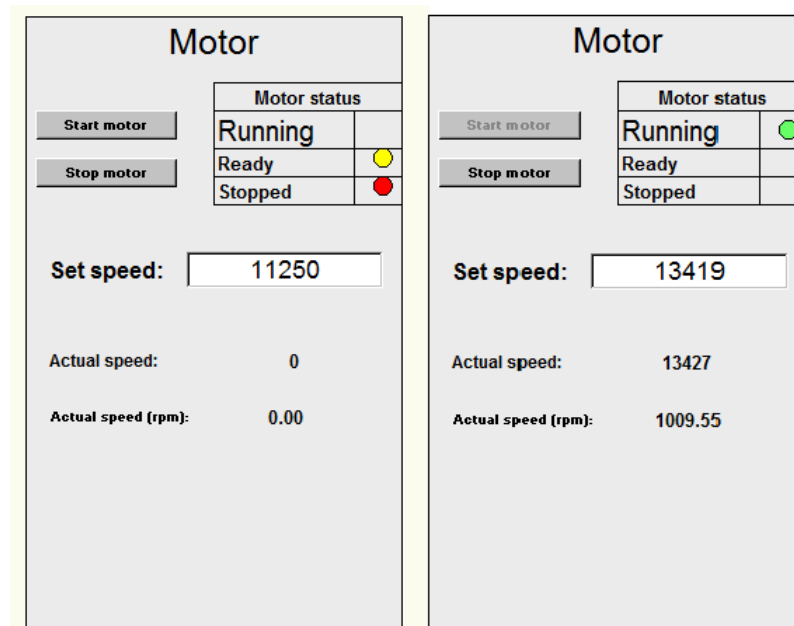 Motor
Motor status
Start motor
Running
Ready
Stop motor
Stopped
Set speed: 11250
Actual speed: 0
Actual speed (rpm): 0.00
Motor
Motor status
Start motor
Running
Ready
Stop motor
Stopped
Set speed: 13419
Actual speed: 13427
Actual speed (rpm): 1009.55